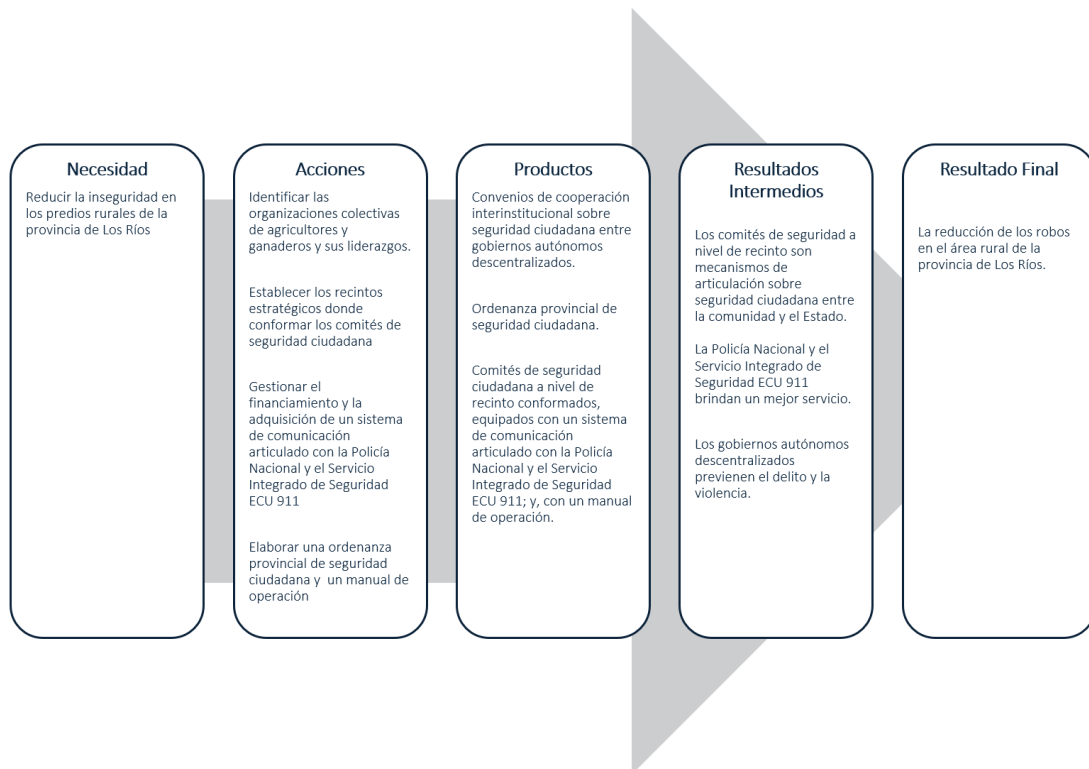 Necesidad
Reducir la inseguridad en
los predios rurales de la
provincia de Los Ríos
Acciones
Identificar las
organizaciones colectivas
de agricultores y
ganaderos y sus liderazgos.
Establecer los recintos
estratégicos donde
conformar los comités de
seguridad ciudadana
Gestionar el
financiamiento y la
adquisición de un sistema
de comunicación
articulado con la Policía
Nacional y el Servicio
Integrado de Seguridad
ECU 911
Elaborar una ordenanza
provincial de seguridad
ciudadana y un manual de
operación
Productos
Convenios de cooperación
interinstitucional sobre
seguridad ciudadana entre
gobiernos autónomos
descentralizados.
Ordenanza provincial de
seguridad ciudadana.
Comités de seguridad
ciudadana a nivel de
recinto conformados,
equipados con un sistema
de comunicación
articulado con la Policía
Nacional y el Servicio
Integrado de Seguridad
ECU 911; y, con un manual
de operación.
Resultados
Intermedios
Los comités de seguridad a
nivel de recinto son
mecanismos de
articulación sobre
seguridad ciudadana entre
la comunidad y el Estado.
La Policía Nacional y el
Servicio Integrado de
Seguridad ECU 911
brindan un mejor servicio.
Los gobiernos autónomos
descentralizados
previenen el delito y la
violencia.
Resultado Final
La reducción de los robos
en el área rural de la
provincia de Los Ríos.